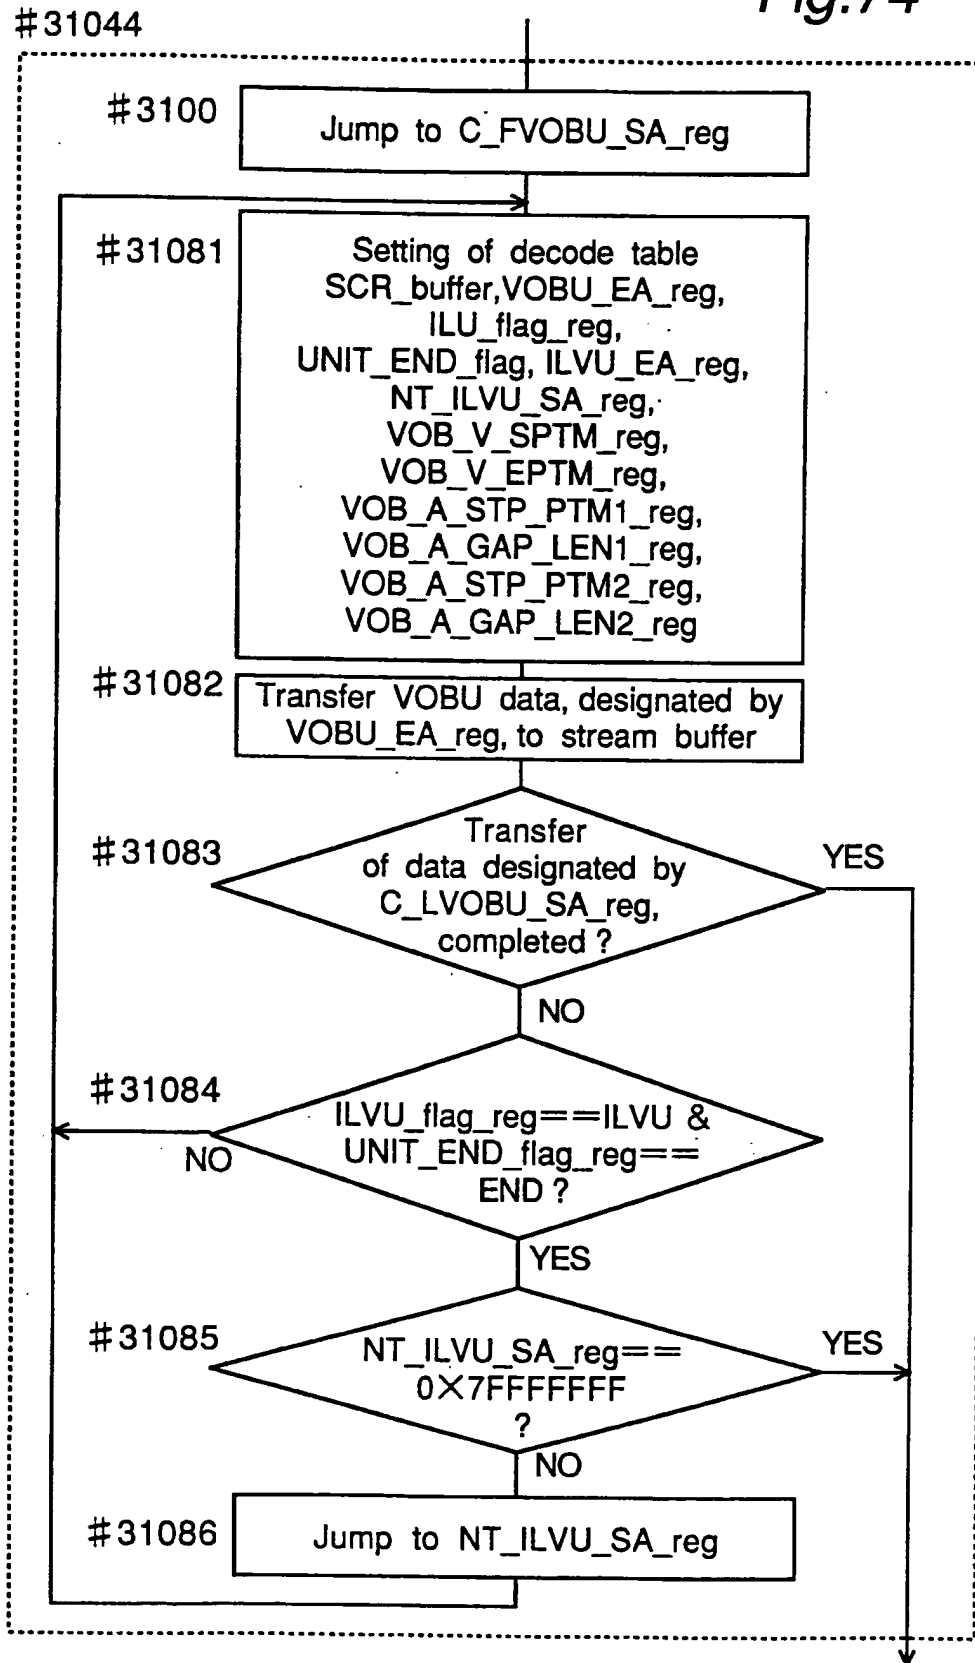 Fig.74
#31044
#3100
Jump to C_FVOBU_SA_reg
#31081
Setting of decode table
SCR_buffer,VOBU_EA_reg,
ILU_flag_reg,
UNIT_END_flag, ILVU_EA_reg,
NT_ILVU_SA_reg,
VOB_V_SPTM_reg,
VOB_V_EPTM_reg,
VOB_A_STP_PTM1_reg,
VOB_A_GAP_LEN1_reg,
VOB_A_STP_PTM2_reg,
VOB_A_GAP_LEN2_reg
#31082
Transfer VOBU data, designated by
VOBU_EA_reg, to stream buffer
#31083
Transfer
of data designated by
C_LVOBU_SA_reg,
completed ?
YES
NO
#31084
ILVU_flag_reg==ILVU &
UNIT_END_flag_reg==
END ?
NO
YES
#31085
NT_ILVU_SA_reg==
0X7FFFFFFF
?
YES
NO
#31086
Jump to NT_ILVU_SA_reg